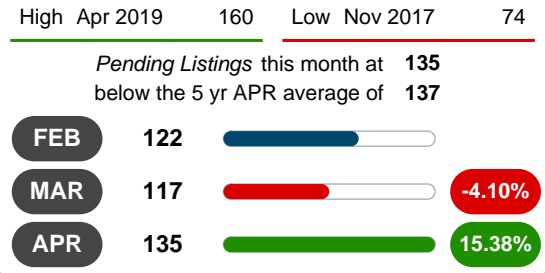 High Apr 2019 160 Low Nov 2017 74
Pending Listings this month at 135
below the 5 yr APR average of 137
FEB 122
MAR 117 -4.10%
APR 135 15.38%